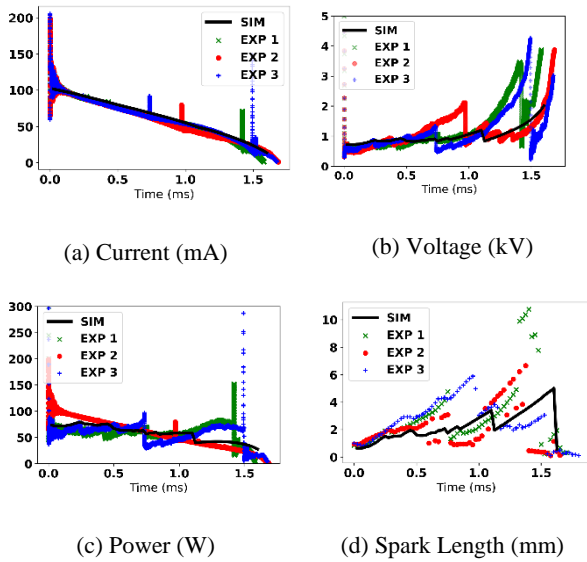 200
175
150
125
100
75
50
25
0
SIM
EXP 1
EXP 2
EXP 3
0.0 0.5 1.0 1.5
Time (ms)
(a) Current (mA)
5
4
3
2
1
0
SIM
EXP 1
EXP 2
EXP 3
0.0 0.5 1.0 1.5
Time (ms)
(b) Voltage (kV)
300
250
200
150
100
50
0
SIM
EXP 1
EXP 2
EXP 3
0.0 0.5 1.0 1.5
Time (ms)
(c) Power (W)
10
8
6
4
2
0
SIM
EXP 1
EXP 2
EXP 3
0.0 0.5 1.0 1.5
Time (ms)
(d) Spark Length (mm)